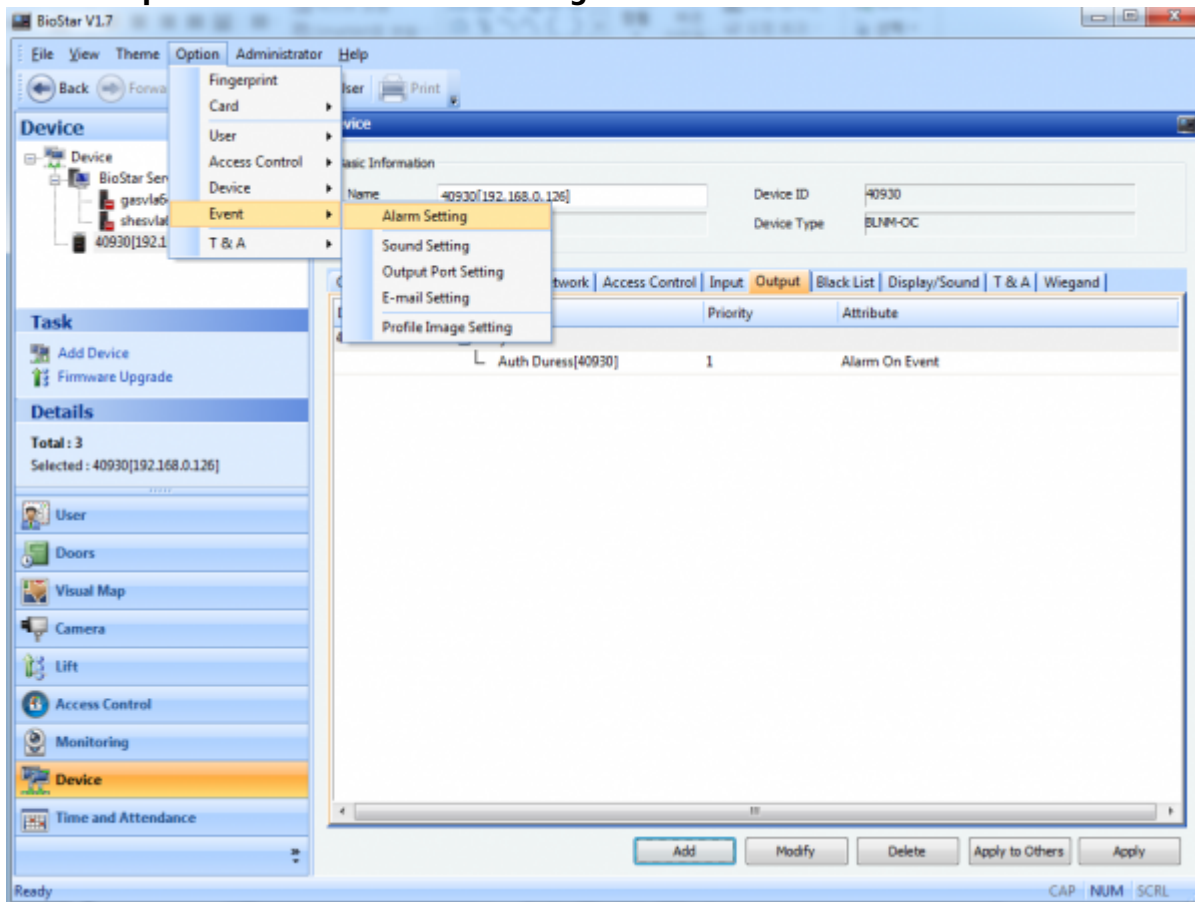 BioStar V1.7
File View Theme Option Administrator Help
Back Forwa User Print
Fingerprint
Card
User
Access Control
Device
Event
T & A
Alarm Setting
Sound Setting
Output Port Setting
E-mail Setting
Profile Image Setting
Device
Device
BioStar Ser
gasvla6
shesvla
40930[192.1
Basic Information
Name 40930[192.168.0.126] Device ID 40930
Device Type BLNM-OC
twork Access Control Input Output Black List Display/Sound T & A Wiegand
Priority Attribute
Auth Duress[40930] 1 Alarm On Event
Task
Add Device
Firmware Upgrade
Details
Total : 3
Selected : 40930[192.168.0.126]
User
Doors
Visual Map
Camera
Lift
Access Control
Monitoring
Device
Time and Attendance
Add Modify Delete Apply to Others Apply
Ready CAP NUM SCRL